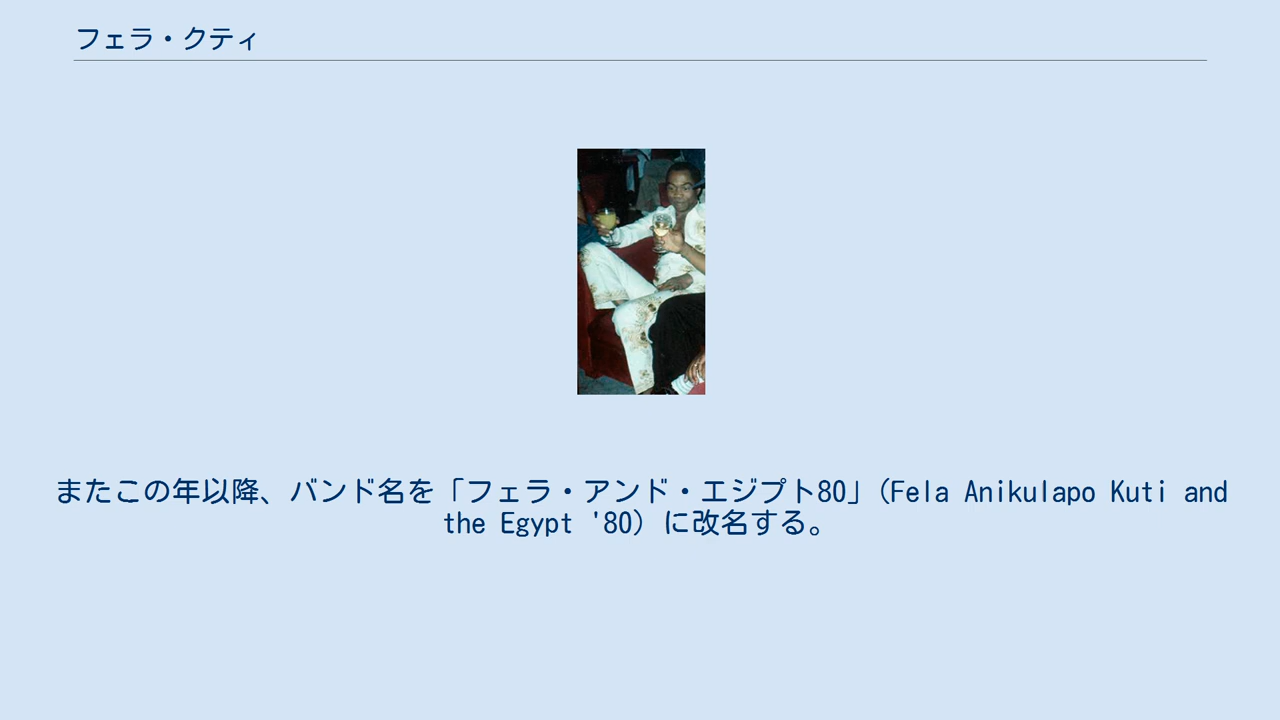 フェラ・クティ
またこの年以降、バンド名を「フェラ・アンド・エジプト80」(Fela Anikulapo Kuti and
the Egypt '80) に改名する。